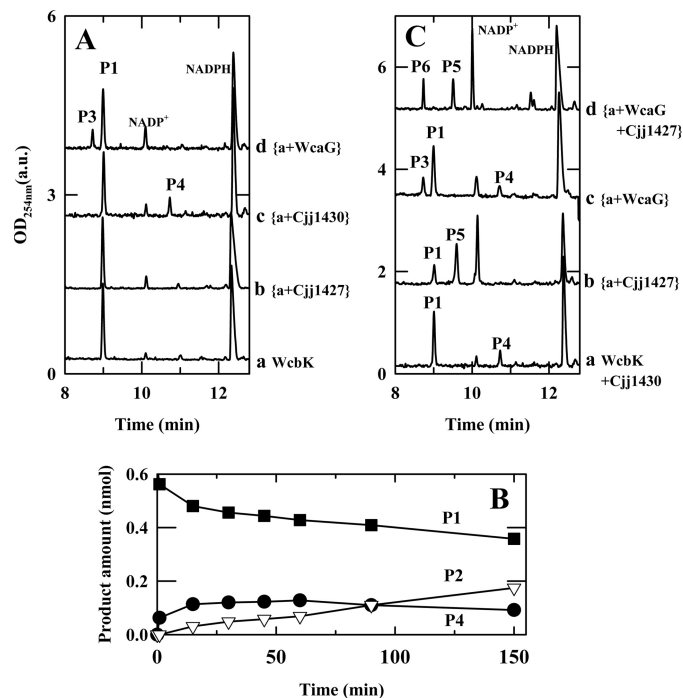 A
C
OD254nm(a.u.)
6
3
0
P3
P1
NADP+
NADPH
d {a+WcaG}
P4
c {a+Cjj1430}
b {a+Cjj1427}
a WcbK
8 10 12
Time (min)
6
4
2
0
P6
P5
NADP+
NADPH
d {a+WcaG
+Cjj1427}
P3
P1
P4
c {a+WcaG}
P1
P5
b {a+Cjj1427}
P1
P4
a WcbK
+Cjj1430
8 10 12
Time (min)
B
Product amount (nmol)
0.6
0.4
0.2
0.0
P1
P2
P4
0 50 100 150
Time (min)